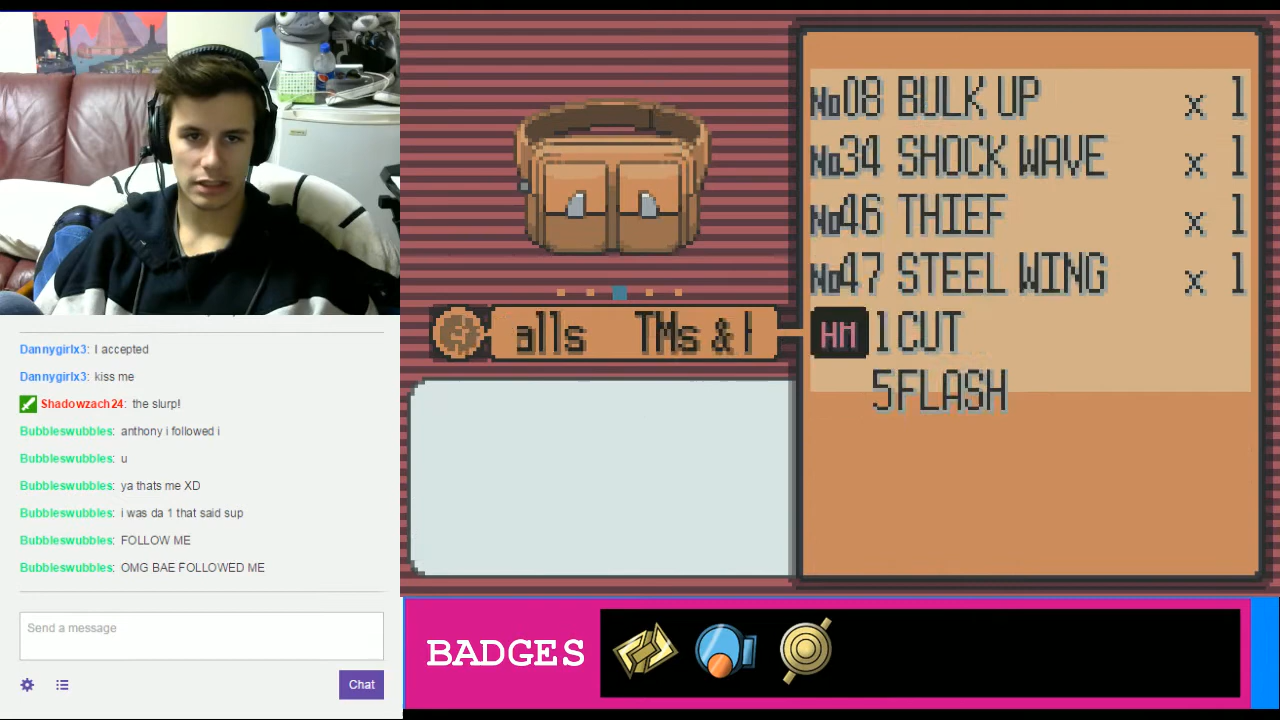 Dannygirlx3: I accepted
Dannygirlx3: kiss me
Shadowzach24: the slurp!
Bubbleswubbles: anthony i followed i
Bubbleswubbles: u
Bubbleswubbles: ya thats me XD
Bubbleswubbles: i was da 1 that said sup
Bubbleswubbles: FOLLOW ME
Bubbleswubbles: OMG BAE FOLLOWED ME
Send a message
Chat
alls TMs &
No08 BULK UP x 1
No34 SHOCK WAVE x 1
No46 THIEF x 1
No47 STEEL WING x 1
HM 1 CUT
5 FLASH
BADGES